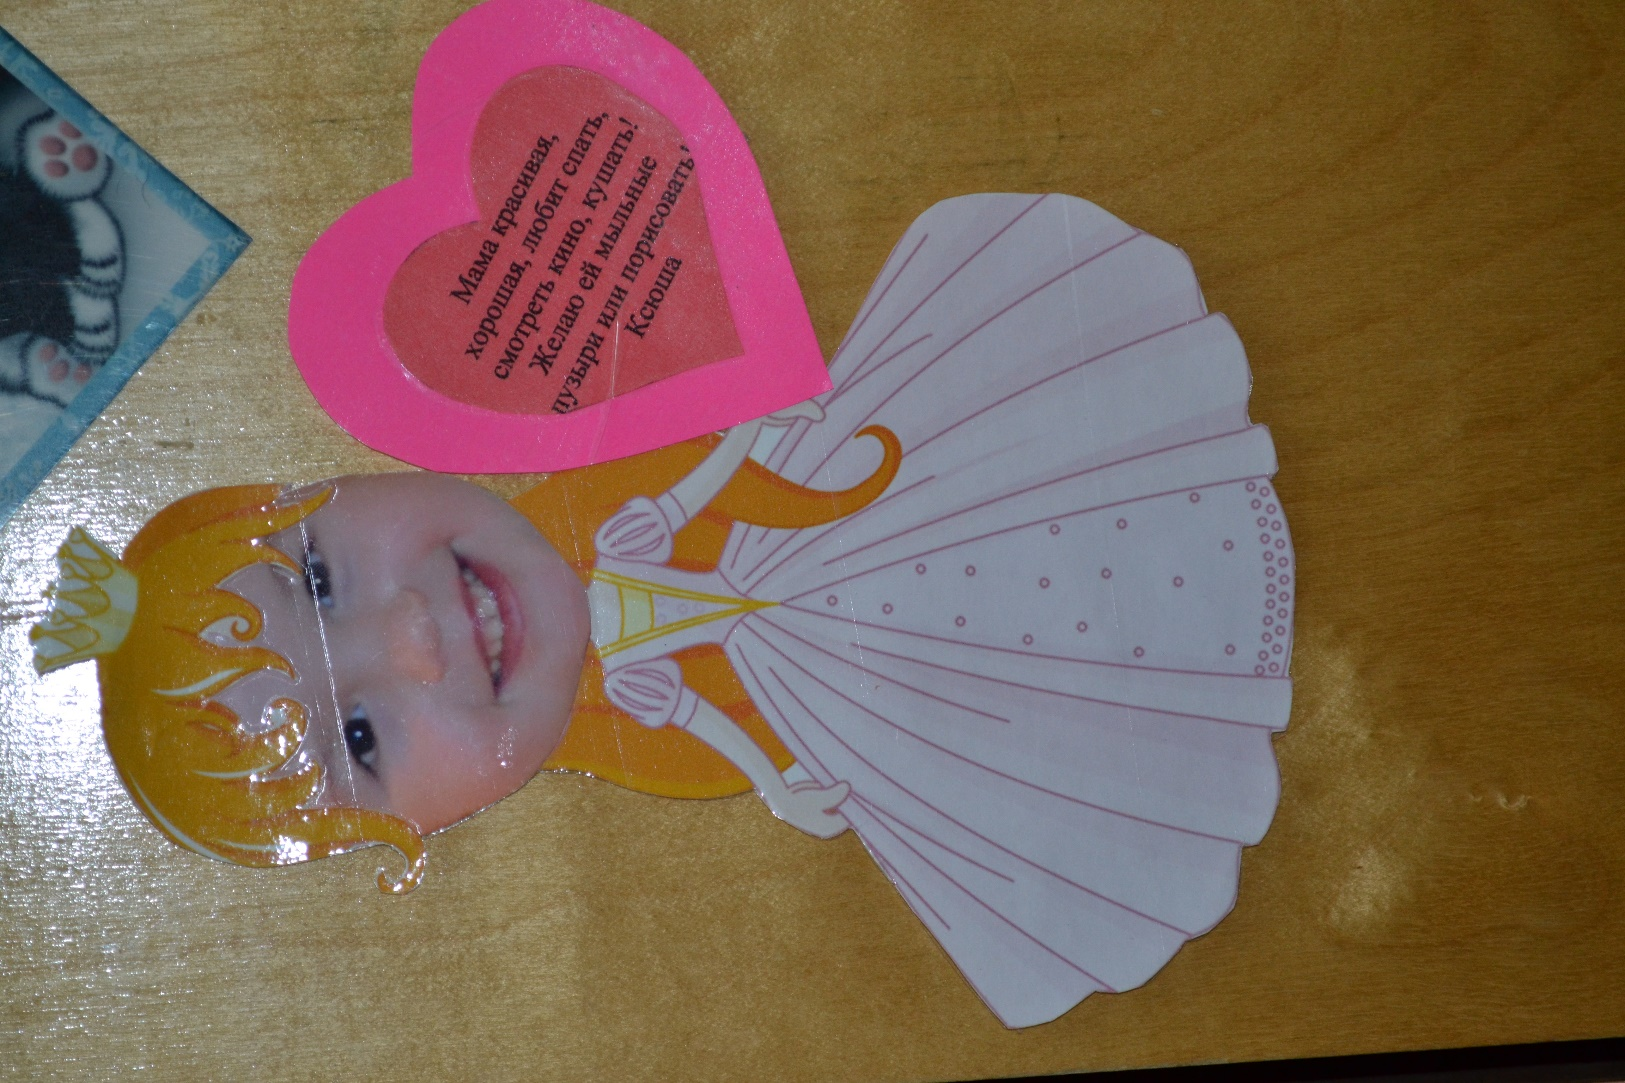 Мама красивая,
хорошая, любит спать,
смотреть кино, кушать!
Желаю ей мыльные
пузыри или порисовать!
Ксюша